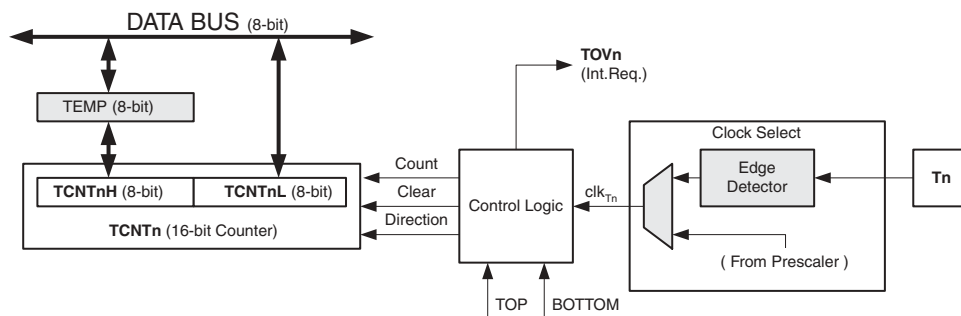 DATA BUS (8-bit)
TOVn
(Int.Req.)
TEMP (8-bit)
Clock Select
Count
Edge
Detector
Tn
TCNTnH (8-bit)
TCNTnL (8-bit)
Clear
Control Logic
clkTn
Direction
TCNTn (16-bit Counter)
( From Prescaler )
TOP
BOTTOM